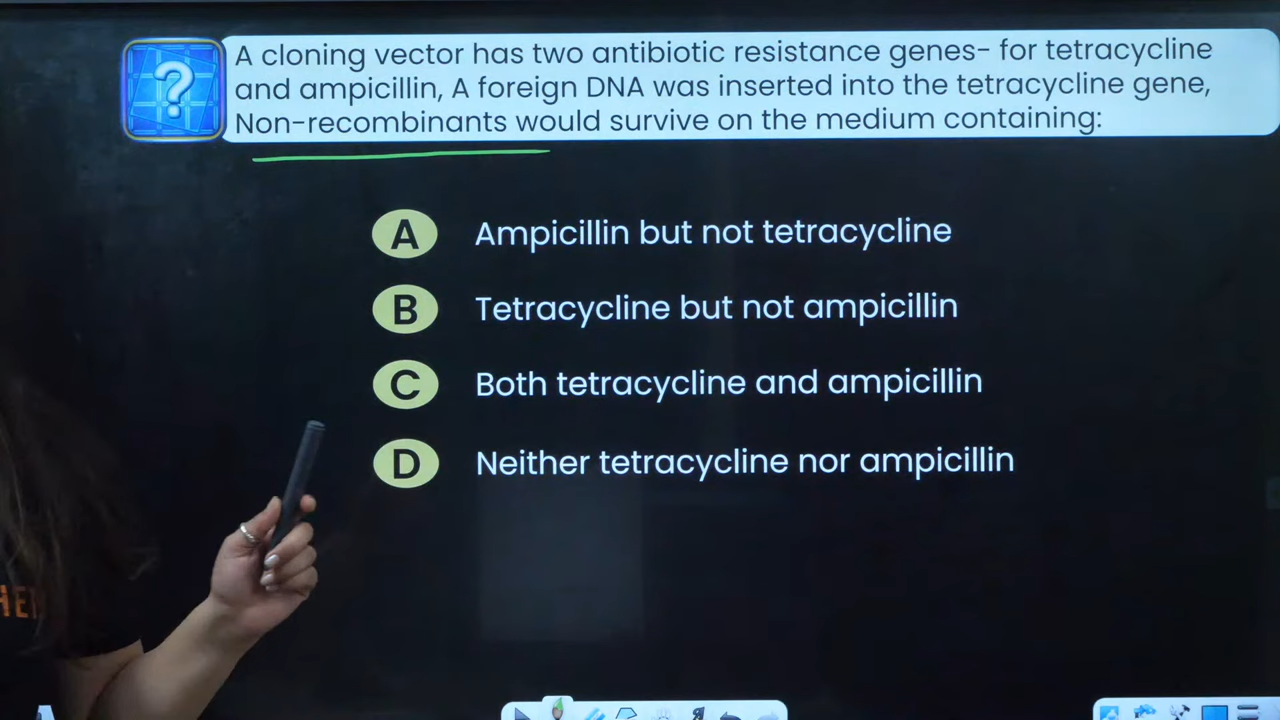 A cloning vector has two antibiotic resistance genes- for tetracycline
and ampicillin, A foreign DNA was inserted into the tetracycline gene,
Non-recombinants would survive on the medium containing:
A Ampicillin but not tetracycline
B Tetracycline but not ampicillin
C Both tetracycline and ampicillin
D Neither tetracycline nor ampicillin